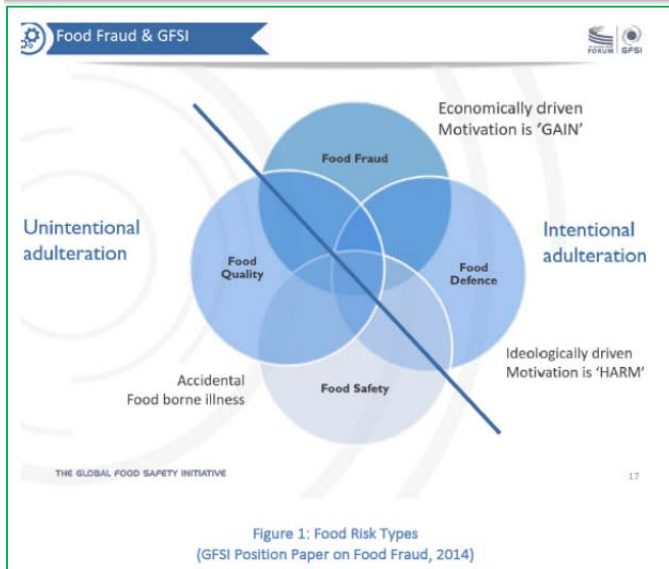 Food Fraud & GFSI
FORUM GFSI
Economically driven
Motivation is 'GAIN'
Food Fraud
Unintentional
adulteration
Intentional
adulteration
Food
Quality
Food
Defence
Ideologically driven
Motivation is 'HARM'
Accidental
Food borne illness
Food Safety
THE GLOBAL FOOD SAFETY INITIATIVE
17
Figure 1: Food Risk Types
(GFSI Position Paper on Food Fraud, 2014)